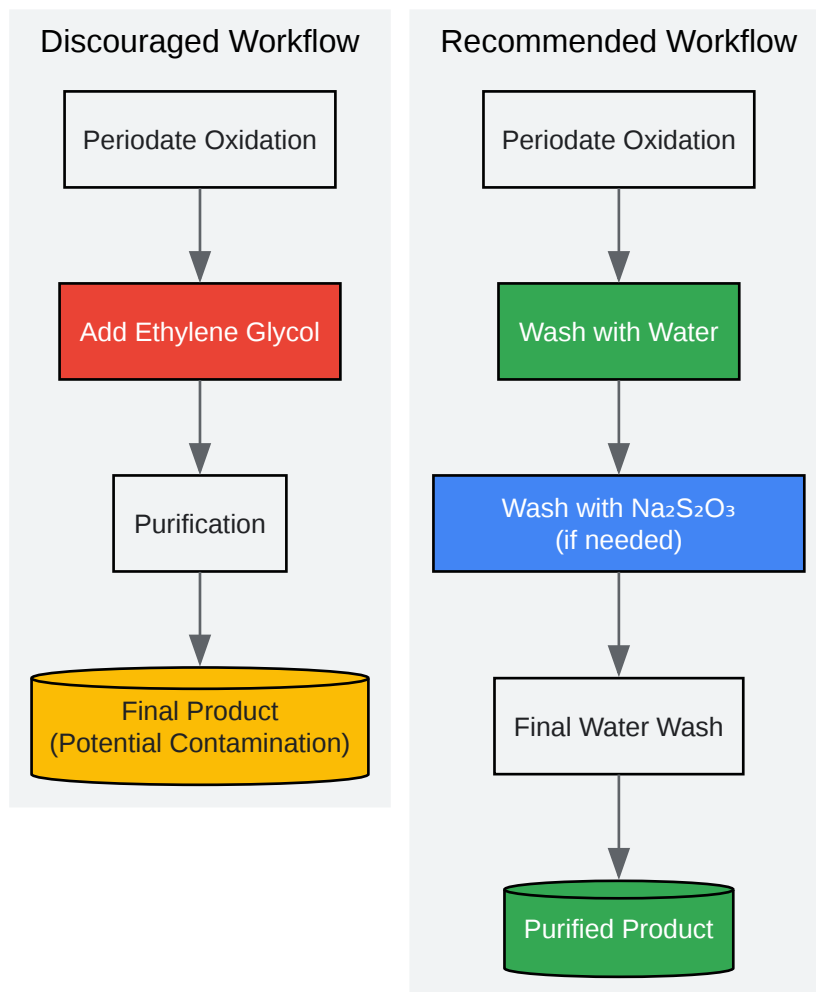 Discouraged Workflow
Periodate Oxidation
Add Ethylene Glycol
Purification
Final Product
(Potential Contamination)
Recommended Workflow
Periodate Oxidation
Wash with Water
Wash with Na₂S₂O₃
(if needed)
Final Water Wash
Purified Product